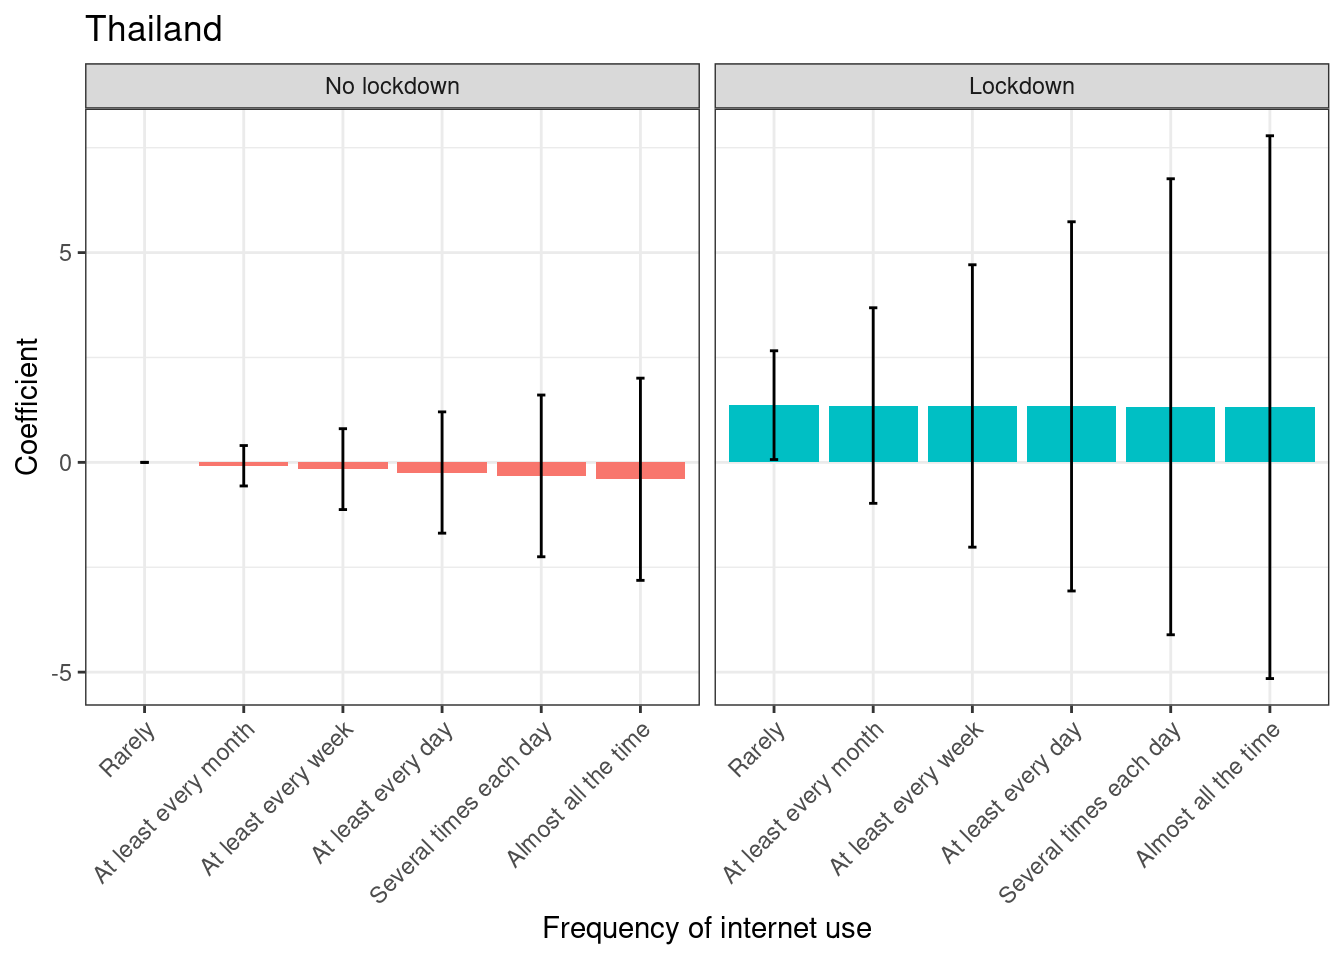 Thailand
No lockdown
Lockdown
Coefficient
5
0
-5
Rarely
At least every month
At least every week
At least every day
Several times each day
Almost all the time
Rarely
At least every month
At least every week
At least every day
Several times each day
Almost all the time
Frequency of internet use